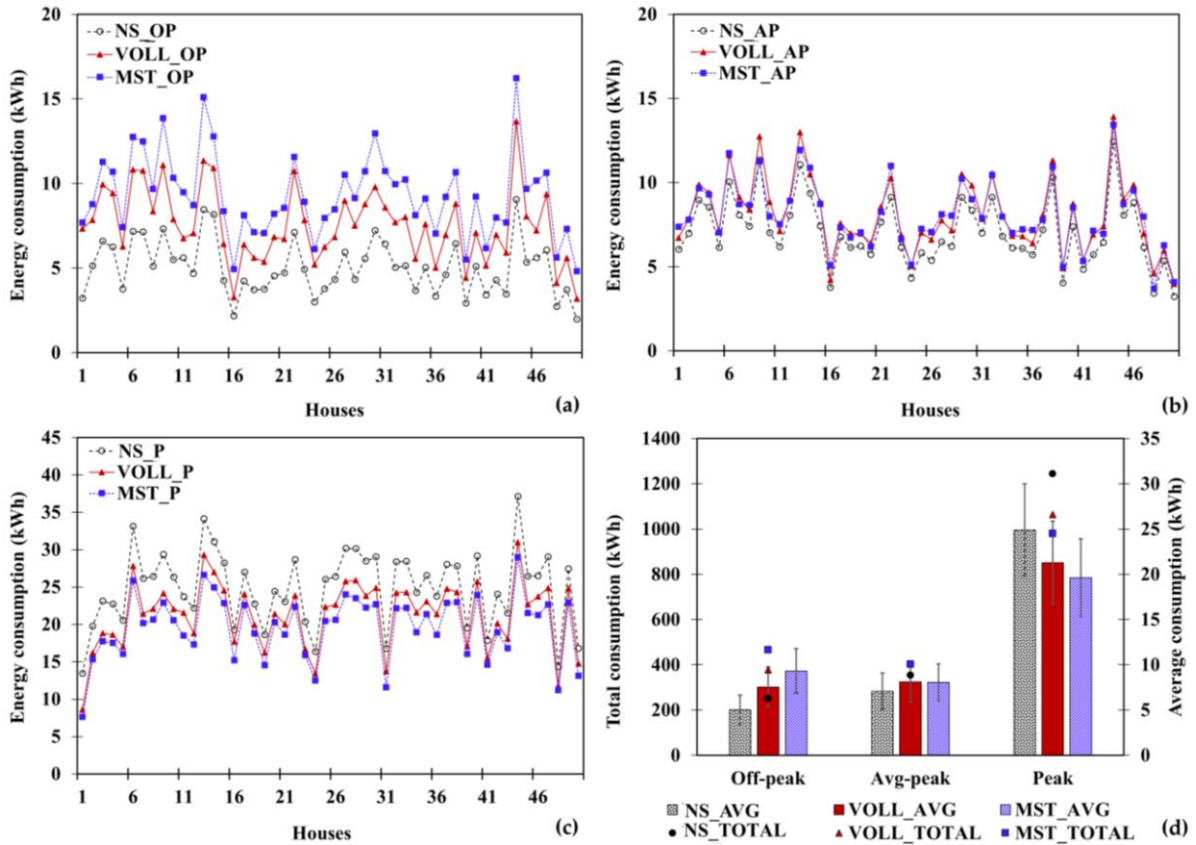 20
15
10
5
0
Energy consumption (kWh)
NS_OP
VOLL_OP
MST_OP
1 6 11 16 21 26 31 36 41 46
Houses
(a)
20
15
10
5
0
Energy consumption (kWh)
NS_AP
VOLL_AP
MST_AP
1 6 11 16 21 26 31 36 41 46
Houses
(b)
45
40
35
30
25
20
15
10
5
0
Energy consumption (kWh)
NS_P
VOLL_P
MST_P
1 6 11 16 21 26 31 36 41 46
Houses
(c)
1400
1200
1000
800
600
400
200
0
Total consumption (kWh)
35
30
25
20
15
10
5
0
Average consumption (kWh)
Off-peak Avg-peak Peak
NS_AVG VOLL_AVG MST_AVG
NS_TOTAL VOLL_TOTAL MST_TOTAL
(d)